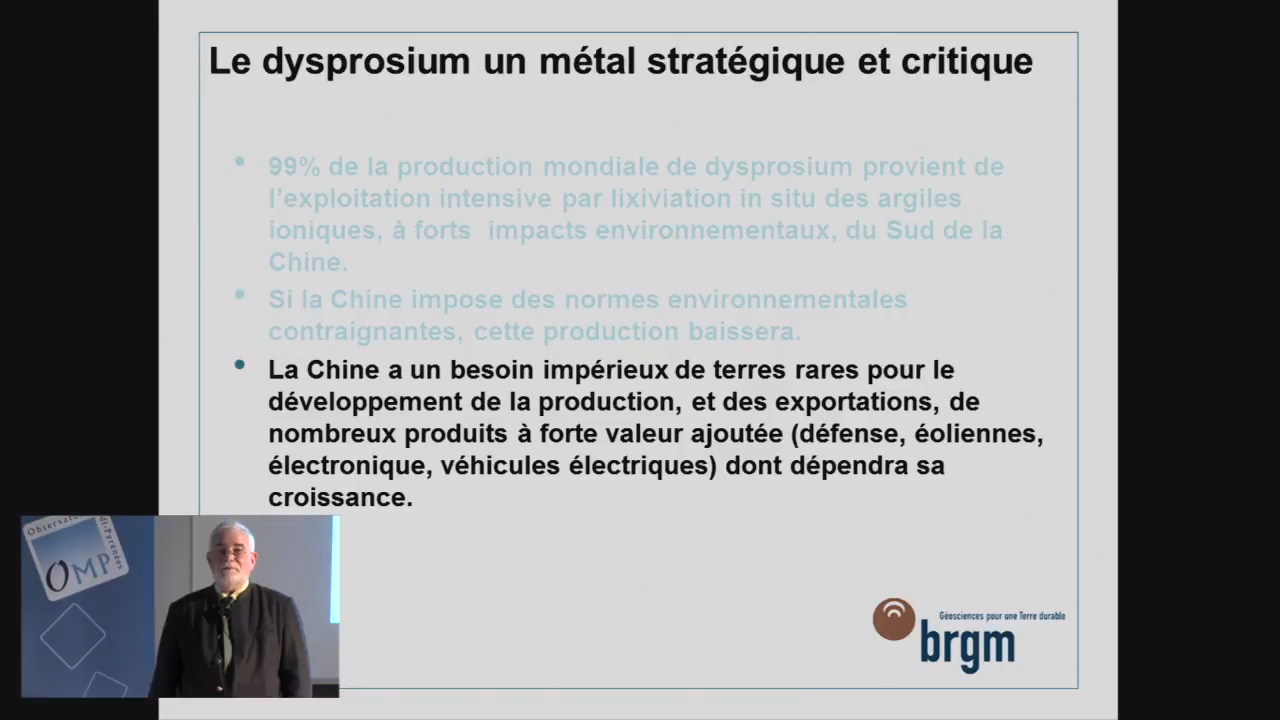 Le dysprosium un métal stratégique et critique
• 99% de la production mondiale de dysprosium provient de
l’exploitation intensive par lixiviation in situ des argiles
ioniques, à forts impacts environnementaux, du Sud de la
Chine.
• Si la Chine impose des normes environnementales
contraignantes, cette production baissera.
• La Chine a un besoin impérieux de terres rares pour le
développement de la production, et des exportations, de
nombreux produits à forte valeur ajoutée (défense, éoliennes,
électronique, véhicules électriques) dont dépendra sa
croissance.
OMP
Géosciences pour une Terre durable
brgm